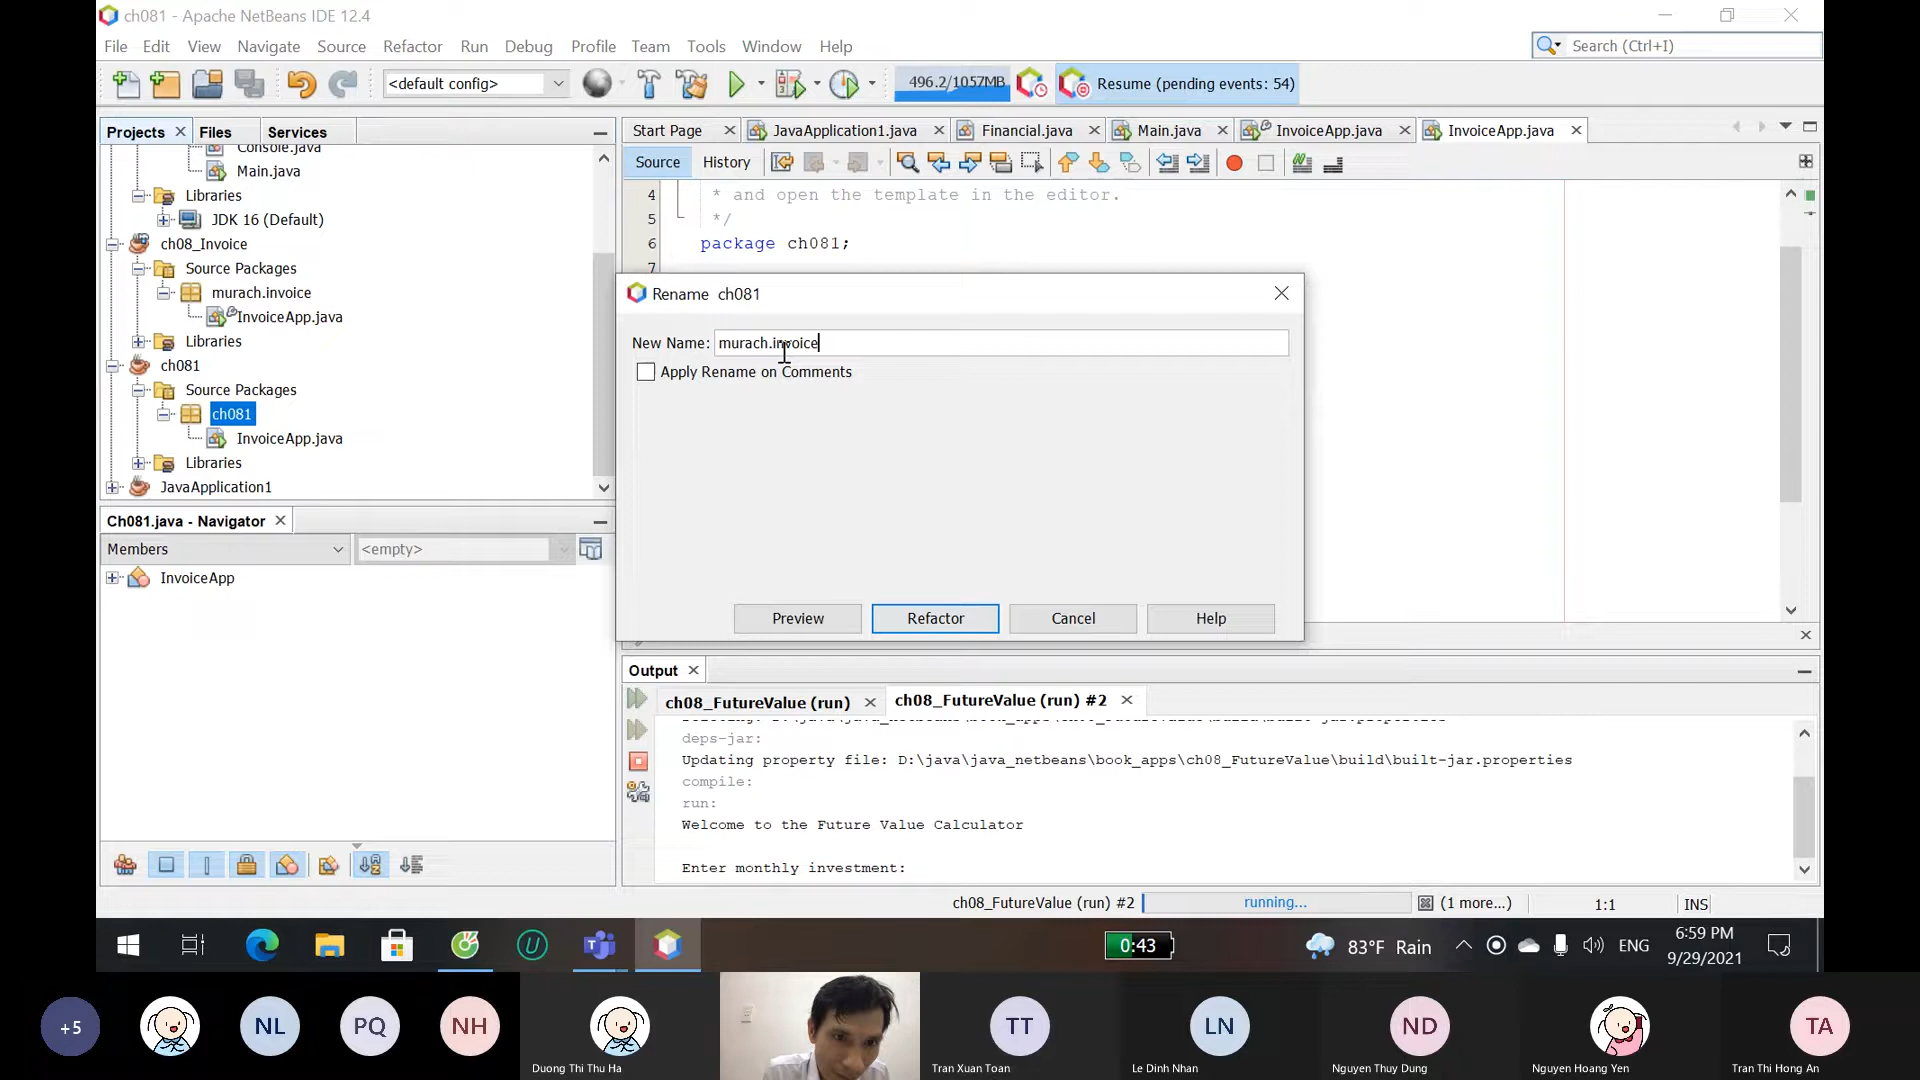 ch081 - Apache NetBeans IDE 12.4
File Edit View Navigate Source Refactor Run Debug Profile Team Tools Window Help
Search (Ctrl+I)
<default config>
496.2/1057MB
Resume (pending events: 54)
Projects Files Services
Console.java
Main.java
Libraries
JDK 16 (Default)
ch08_Invoice
Source Packages
murach.invoice
InvoiceApp.java
Libraries
ch081
Source Packages
ch081
InvoiceApp.java
Libraries
JavaApplication1
Ch081.java - Navigator
Members
<empty>
InvoiceApp
Start Page JavaApplication1.java Financial.java Main.java InvoiceApp.java InvoiceApp.java
Source History
4 * and open the template in the editor.
5 */
6 package ch081;
7
Rename ch081
New Name: murach.invoice
Apply Rename on Comments
Preview Refactor Cancel Help
Output
ch08_FutureValue (run) ch08_FutureValue (run) #2
deps-jar:
Updating property file: D:\java\java_netbeans\book_apps\ch08_FutureValue\build\built-jar.properties
compile:
run:
Welcome to the Future Value Calculator
Enter monthly investment:
ch08_FutureValue (run) #2 running... (1 more...) 1:1 INS
0:43
83°F Rain
ENG
6:59 PM
9/29/2021
+5
NL
PQ
NH
Duong Thi Thu Ha
TT
Tran Xuan Toan
LN
Le Dinh Nhan
ND
Nguyen Thuy Dung
Nguyen Hoang Yen
TA
Tran Thi Hong An